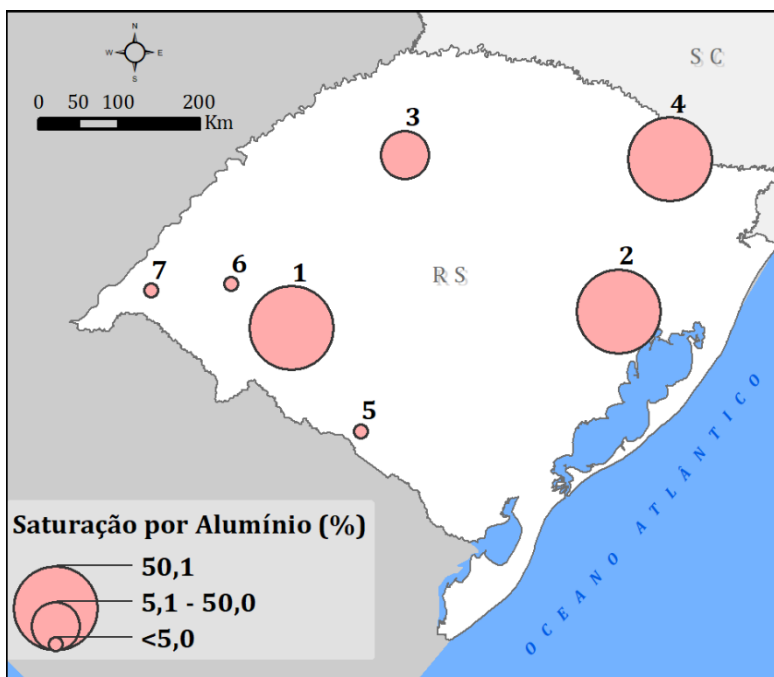 N
W E
S
0 50 100 200
Km
S C
3
4
7
6
1
R S
2
5
Saturação por Alumínio (%)
50,1
5,1 - 50,0
<5,0
OCEANO ATLÂNTICO